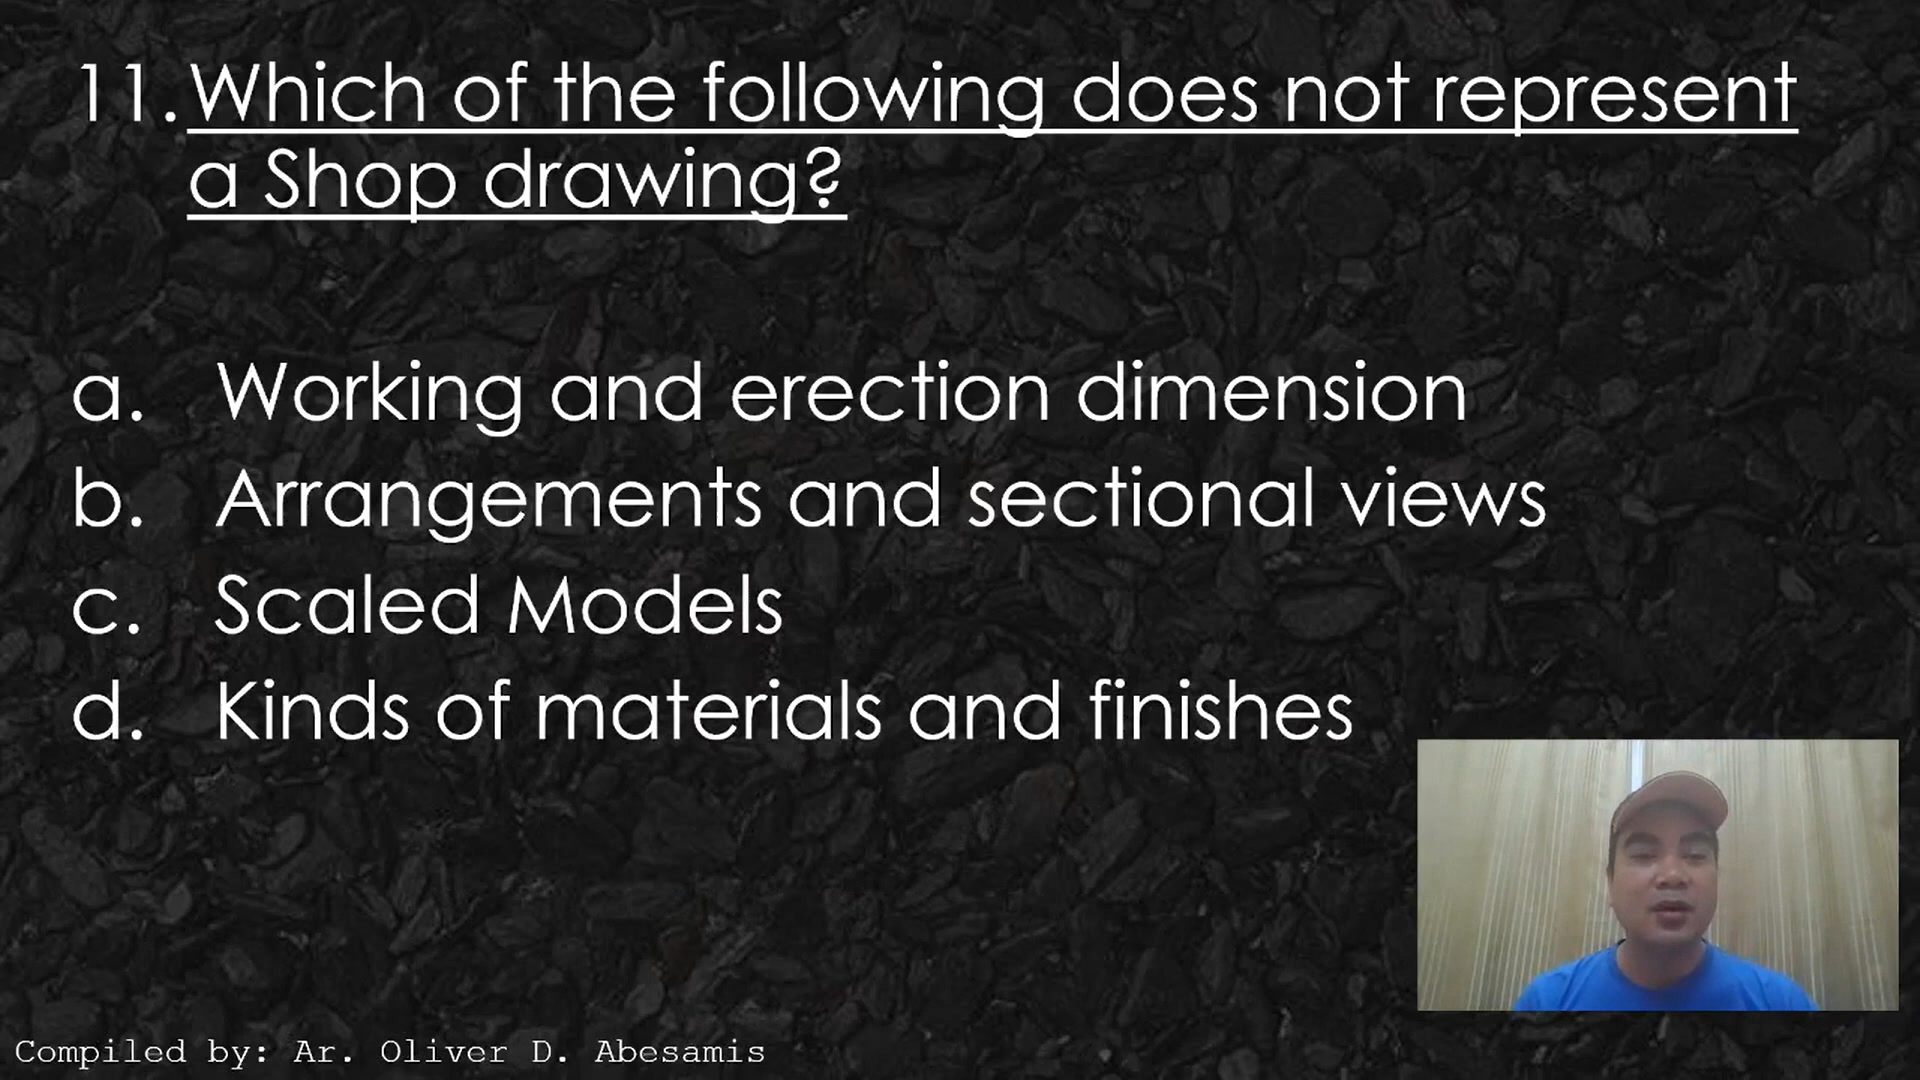 11. Which of the following does not represent
a Shop drawing?
a. Working and erection dimension
b. Arrangements and sectional views
c. Scaled Models
d. Kinds of materials and finishes
Compiled by: Ar. Oliver D. Abesamis